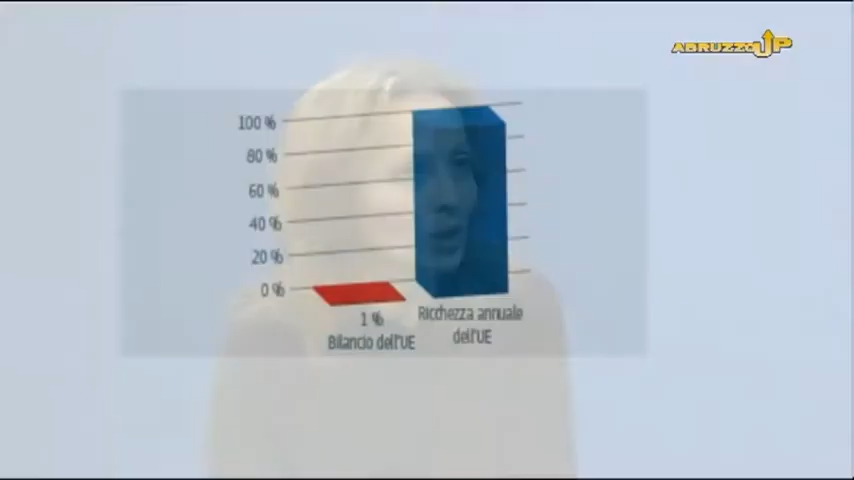 ABRUZZO UP
100 %
80 %
60 %
40 %
20 %
0 %
1 %
Bilancio dell'UE
Ricchezza annuale
dell'UE